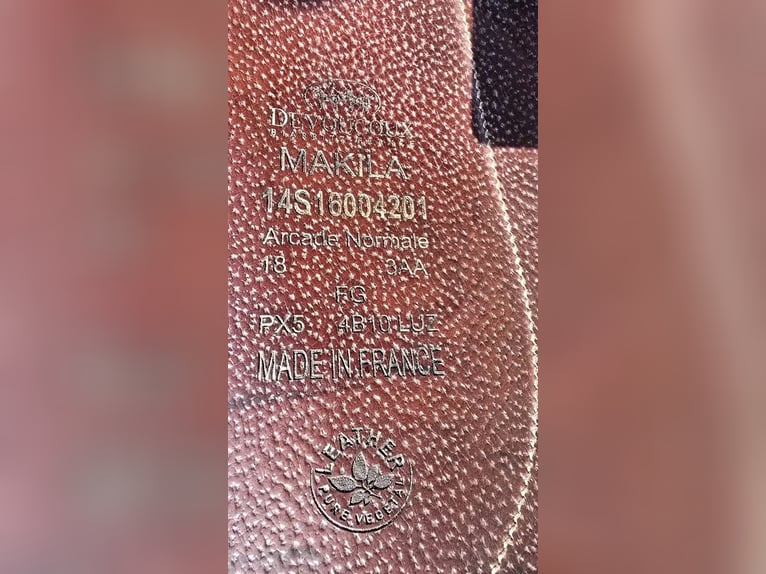 DEVOUCOUX
MAKILA
14S16004201
Arcade Normale
18 3AA
FG
PX5 4B10 LUZ
MADE IN FRANCE
LEATHER
PURE VEGETAL